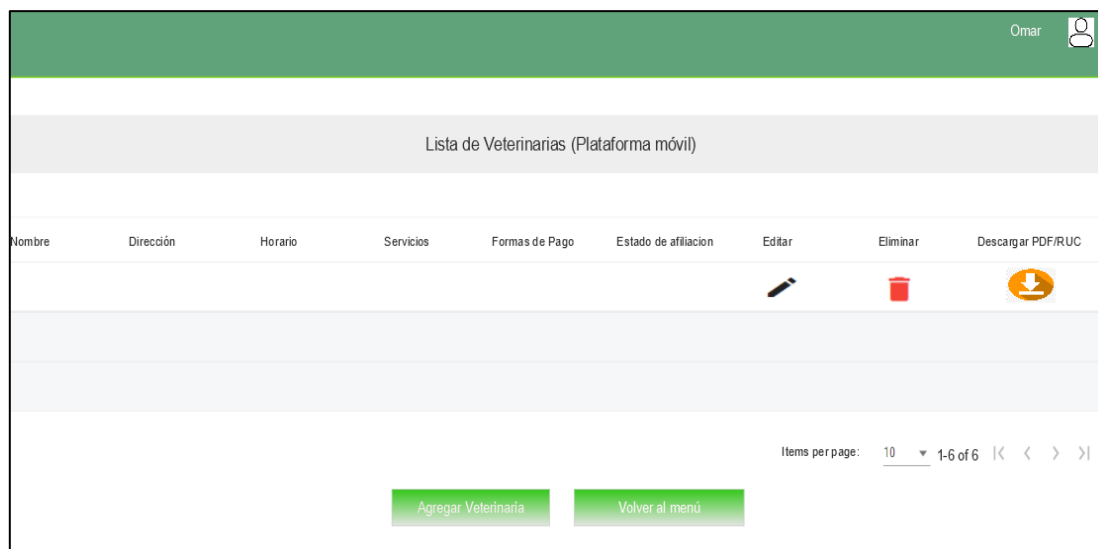 Omar
Lista de Veterinarias (Plataforma móvil)
Nombre Dirección Horario Servicios Formas de Pago Estado de afiliacion Editar Eliminar Descargar PDF/RUC
Items per page: 10 1-6 of 6
Agregar Veterinaria Volver al menú